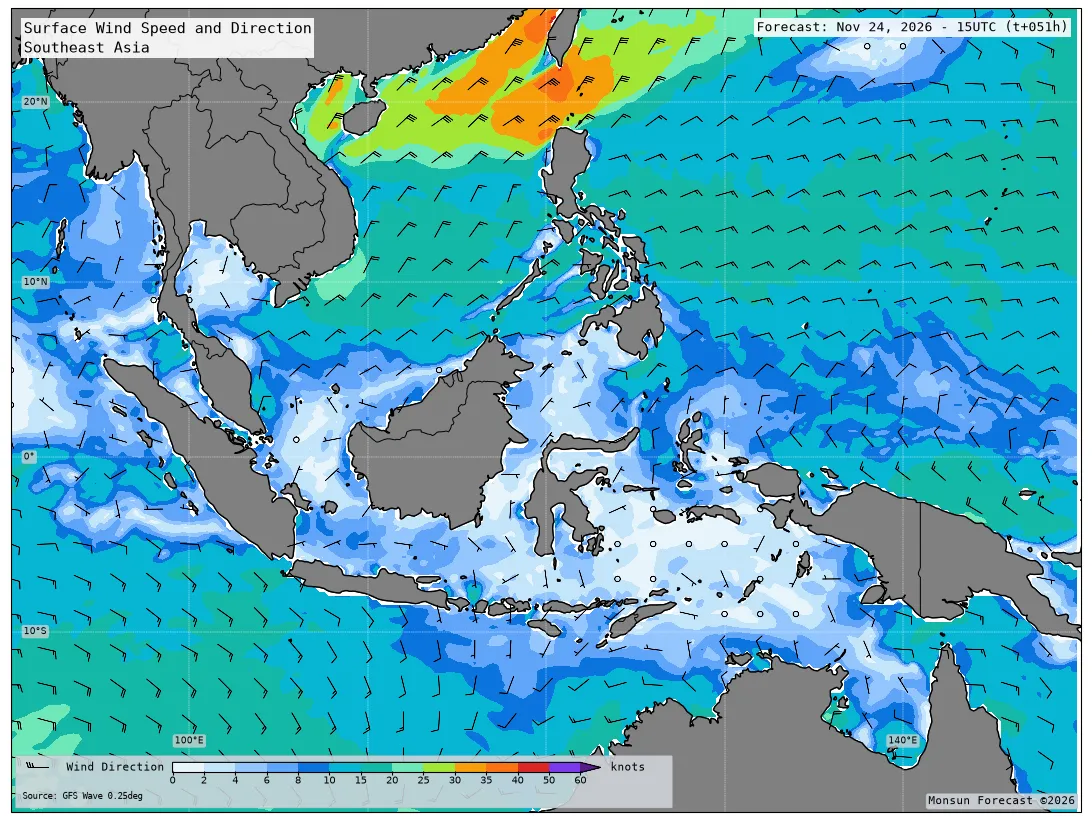 Surface Wind Speed and Direction
Southeast Asia
Forecast: Nov 24, 2026 - 15UTC (t+051h)
20°N
10°N
0°
10°S
100°E
140°E
Wind Direction
0 2 4 6 8 10 15 20 25 30 35 40 50 60
knots
Source: GFS Wave 0.25deg
Monsun Forecast ©2026